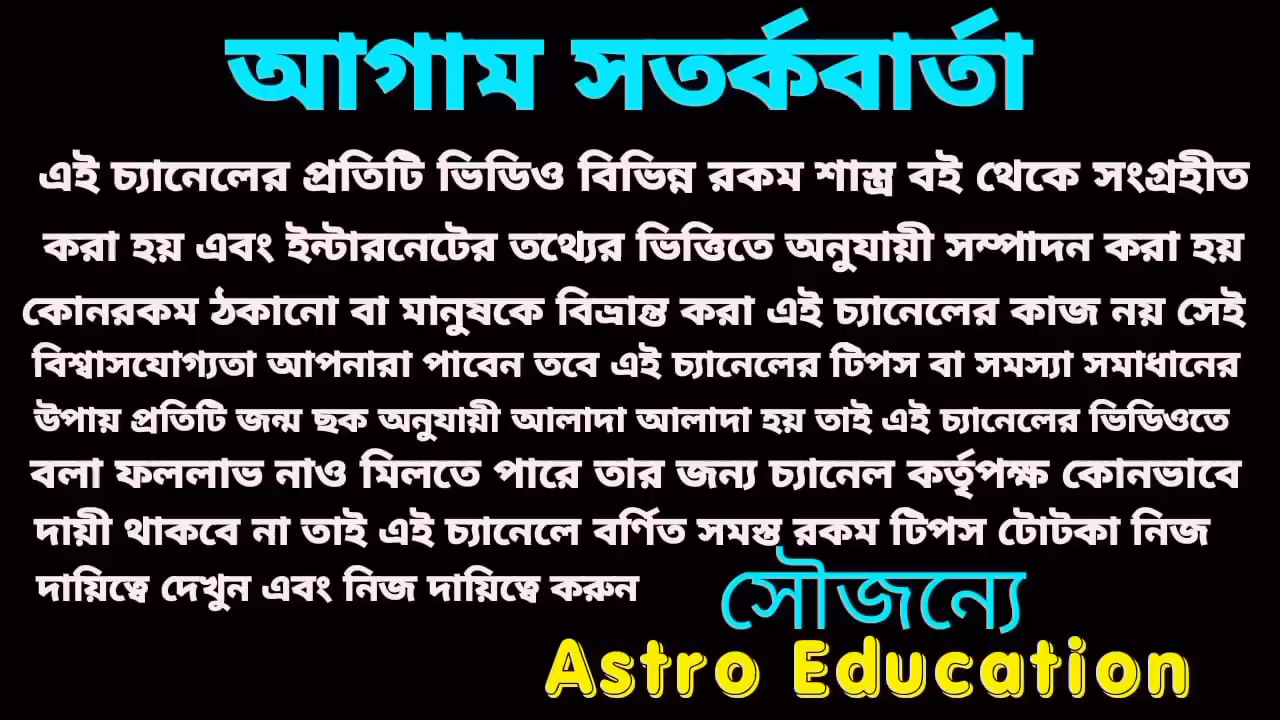 আগাম সতর্কবার্তা
এই চ্যানেলের প্রতিটি ভিডিও বিভিন্ন রকম শাস্ত্র বই থেকে সংগ্রহীত
করা হয় এবং ইন্টারনেটের তথ্যের ভিত্তিতে অনুযায়ী সম্পাদন করা হয়
কোনরকম ঠকানো বা মানুষকে বিভ্রান্ত করা এই চ্যানেলের কাজ নয় সেই
বিশ্বাসযোগ্যতা আপনারা পাবেন তবে এই চ্যানেলের টিপস বা সমস্যা সমাধানের
উপায় প্রতিটি জন্ম ছক অনুযায়ী আলাদা আলাদা হয় তাই এই চ্যানেলের ভিডিওতে
বলা ফললাভ নাও মিলতে পারে তার জন্য চ্যানেল কর্তৃপক্ষ কোনভাবে
দায়ী থাকবে না তাই এই চ্যানেলে বর্ণিত সমস্ত রকম টিপস টোটকা নিজ
দায়িত্বে দেখুন এবং নিজ দায়িত্বে করুন
সৌজন্যে
Astro Education